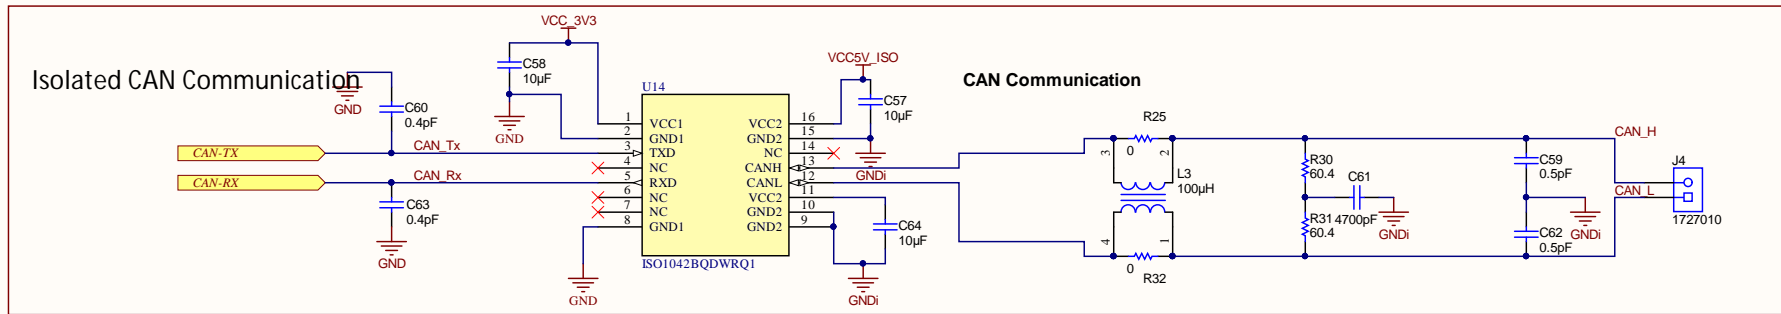 VCC_3V3
C58
10µF
Isolated CAN Communication
GND
C60
0.4pF
GND
VCC5V_ISO
CAN Communication
C57
10µF
GNDi
U14
1 VCC1 VCC2 16
2 GND1 GND2 15
3 TXD NC 14
4 NC CANH 13
5 RXD CANL 12
6 NC VCC2 11
7 NC GND2 10
8 GND1 GND2 9
ISO1042BQDWRQ1
CAN-TX
CAN_Tx
CAN-RX
CAN_Rx
C63
0.4pF
GND
GND
C64
10µF
GNDi
R25
0
3 2
L3
100µH
4 1
0
R32
R30
60.4
C61
R31 4700pF
60.4
GNDi
C59
0.5pF
C62
0.5pF
GNDi
CAN_H
J4
CAN_L
1727010